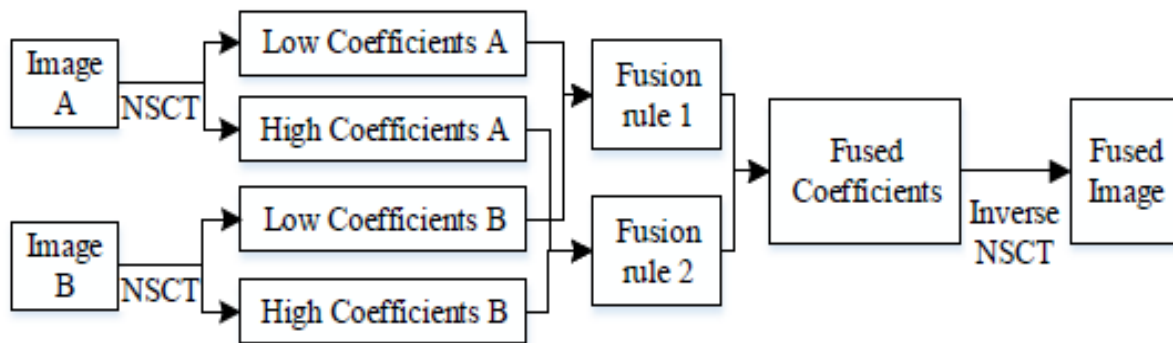 Image
A
NSCT
Low Coefficients A
High Coefficients A
Image
B
NSCT
Low Coefficients B
High Coefficients B
Fusion
rule 1
Fusion
rule 2
Fused
Coefficients
Inverse
NSCT
Fused
Image